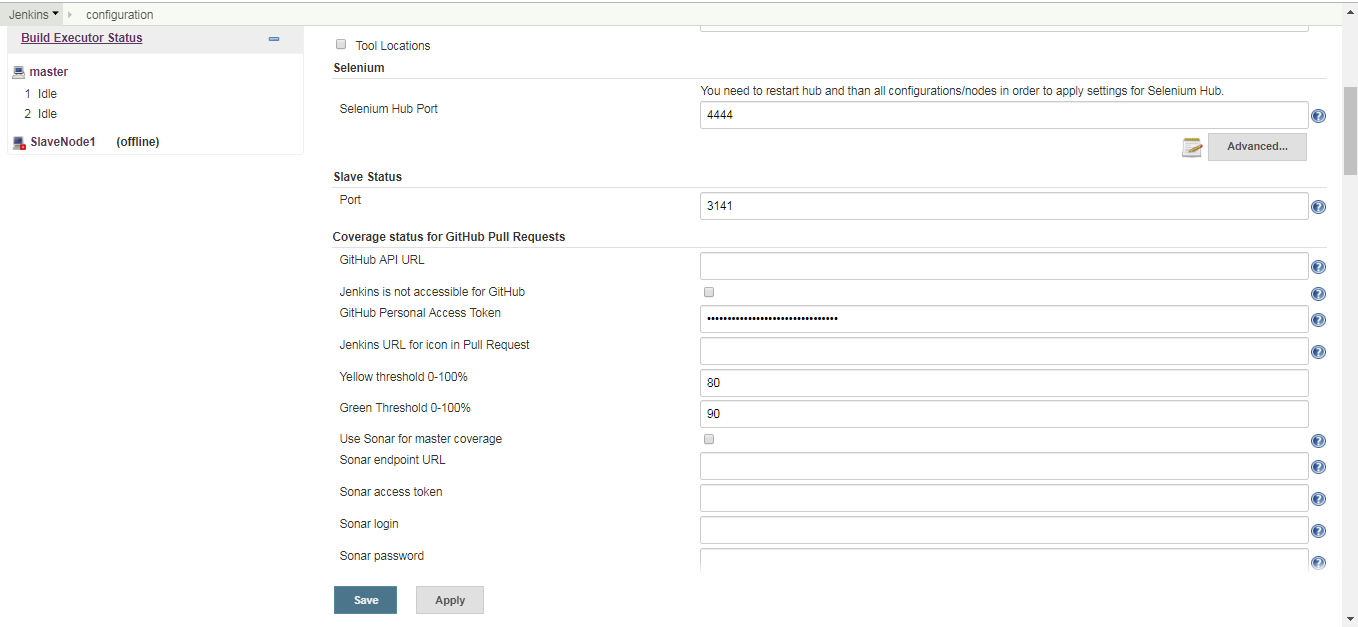 Jenkins configuration
Build Executor Status
master
1 Idle
2 Idle
SlaveNode1 (offline)
Tool Locations
Selenium
You need to restart hub and than all configurations/nodes in order to apply settings for Selenium Hub.
Selenium Hub Port 4444
Advanced...
Slave Status
Port 3141
Coverage status for GitHub Pull Requests
GitHub API URL
Jenkins is not accessible for GitHub
GitHub Personal Access Token ••••••••••••••••••••••••••••••••
Jenkins URL for icon in Pull Request
Yellow threshold 0-100% 80
Green Threshold 0-100% 90
Use Sonar for master coverage
Sonar endpoint URL
Sonar access token
Sonar login
Sonar password
Save Apply